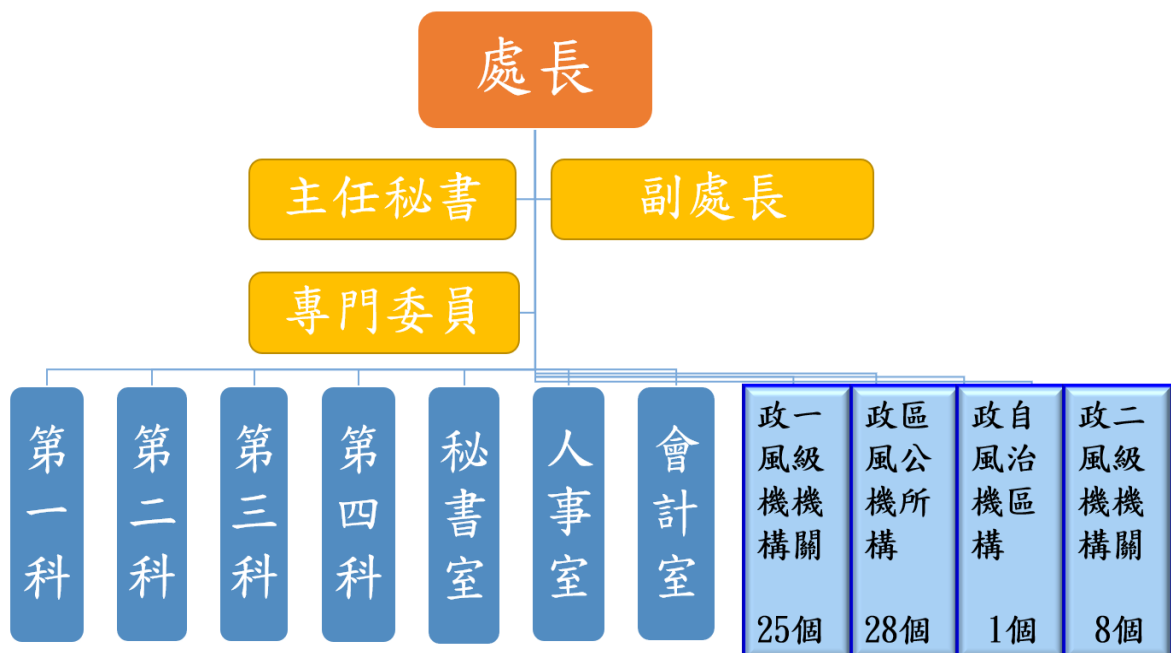 處長
主任秘書
副處長
專門委員
第一科
第二科
第三科
第四科
秘書室
人事室
會計室
一級機關
政風機構
25個
區公所
政風機構
28個
自治區
政風機構
1個
二級機關
政風機構
8個